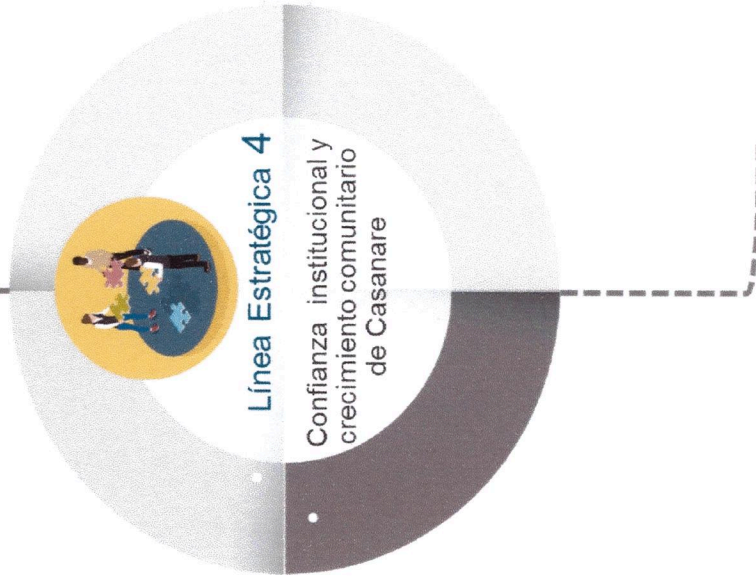 Línea Estratégica 4
Confianza institucional y
crecimiento comunitario
de Casanare